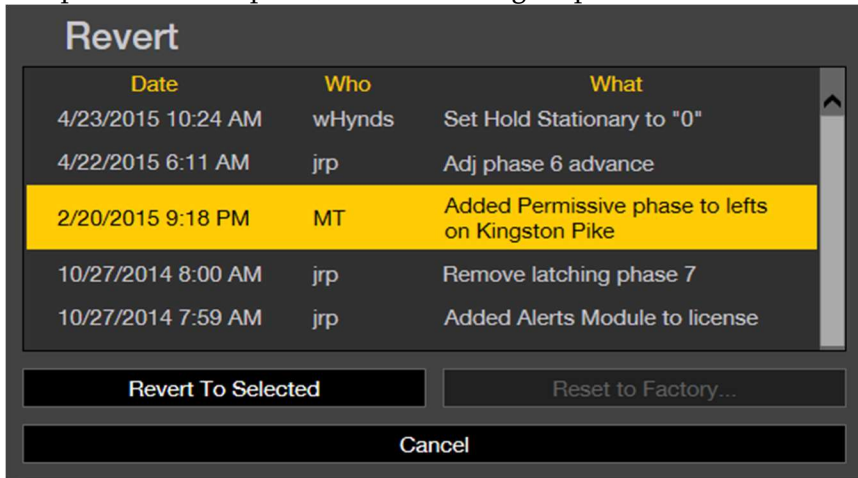 Revert
Date Who What
4/23/2015 10:24 AM wHynds Set Hold Stationary to "0"
4/22/2015 6:11 AM jrp Adj phase 6 advance
2/20/2015 9:18 PM MT Added Permissive phase to lefts
on Kingston Pike
10/27/2014 8:00 AM jrp Remove latching phase 7
10/27/2014 7:59 AM jrp Added Alerts Module to license
Revert To Selected Reset to Factory...
Cancel